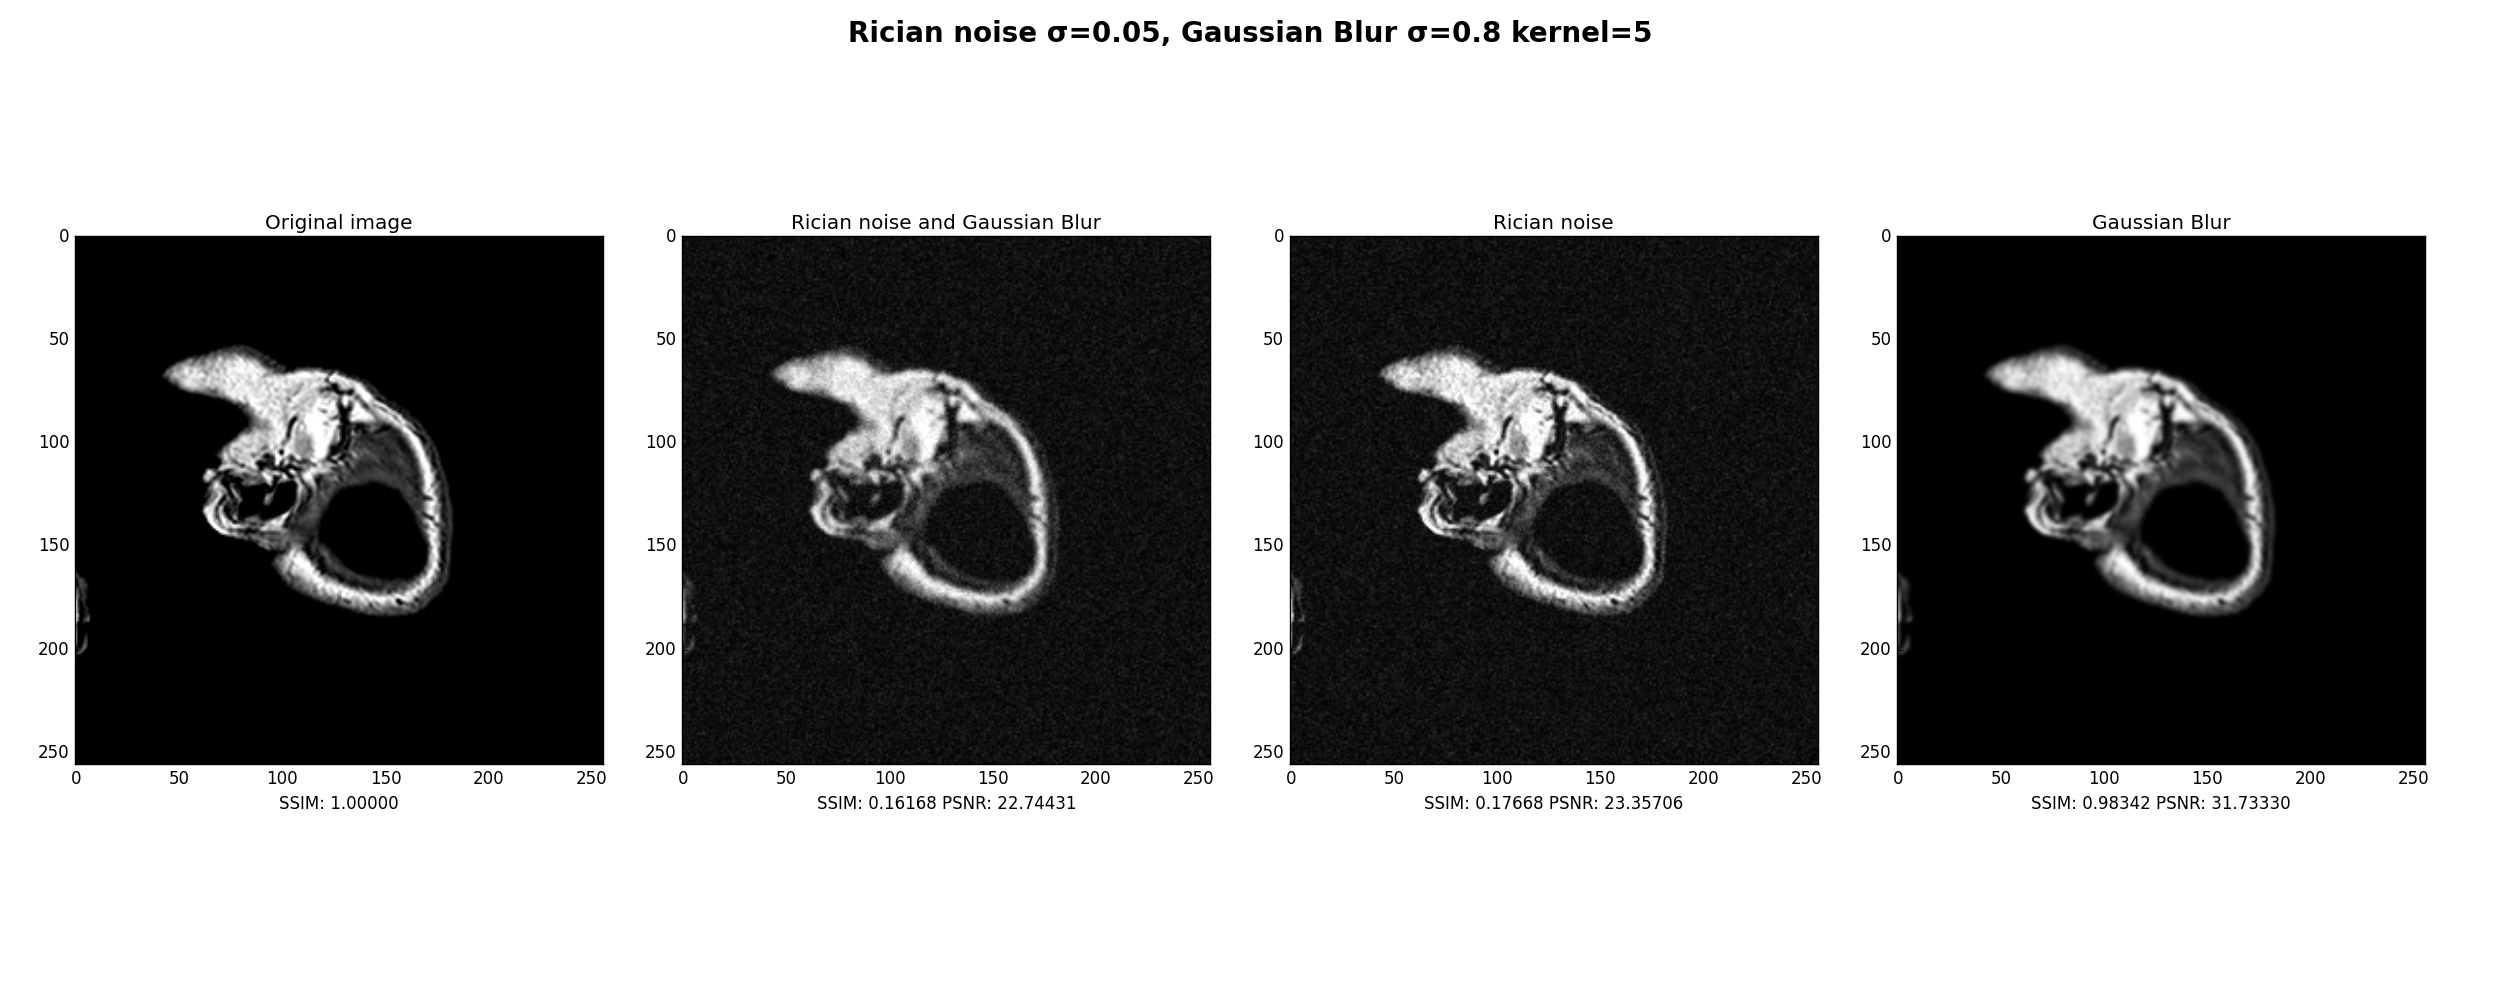 Rician noise σ=0.05, Gaussian Blur σ=0.8 kernel=5
Original image
0
50
100
150
200
250
0 50 100 150 200 250
SSIM: 1.00000
Rician noise and Gaussian Blur
0
50
100
150
200
250
0 50 100 150 200 250
SSIM: 0.16168 PSNR: 22.74431
Rician noise
0
50
100
150
200
250
0 50 100 150 200 250
SSIM: 0.17668 PSNR: 23.35706
Gaussian Blur
0
50
100
150
200
250
0 50 100 150 200 250
SSIM: 0.98342 PSNR: 31.73330